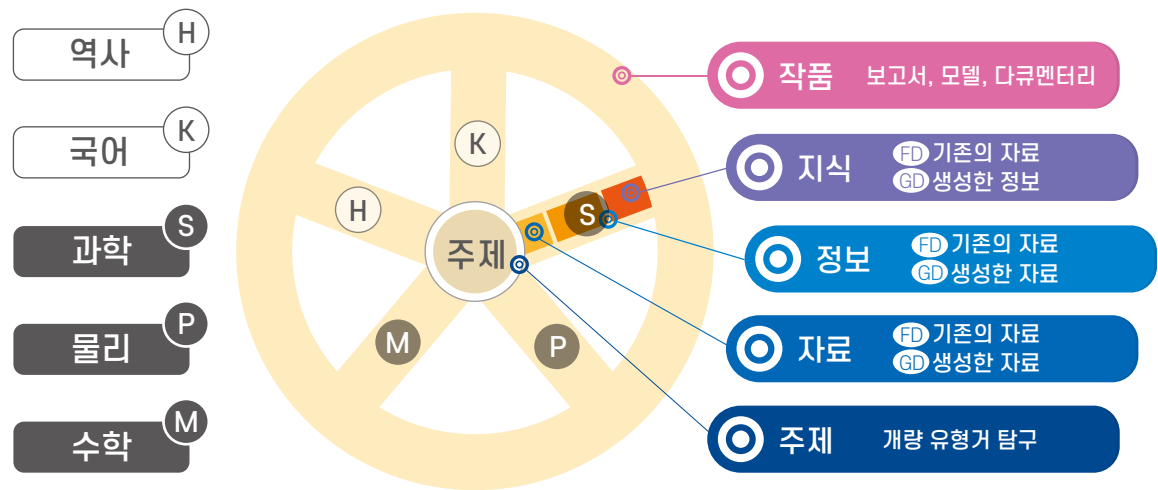 역사 H
국어 K
과학 S
물리 P
수학 M
K
H
S
주제
M
P
작품 보고서, 모델, 다큐멘터리
지식 FD 기존의 자료
GD 생성한 정보
정보 FD 기존의 자료
GD 생성한 자료
자료 FD 기존의 자료
GD 생성한 자료
주제 개량 유형거 탐구